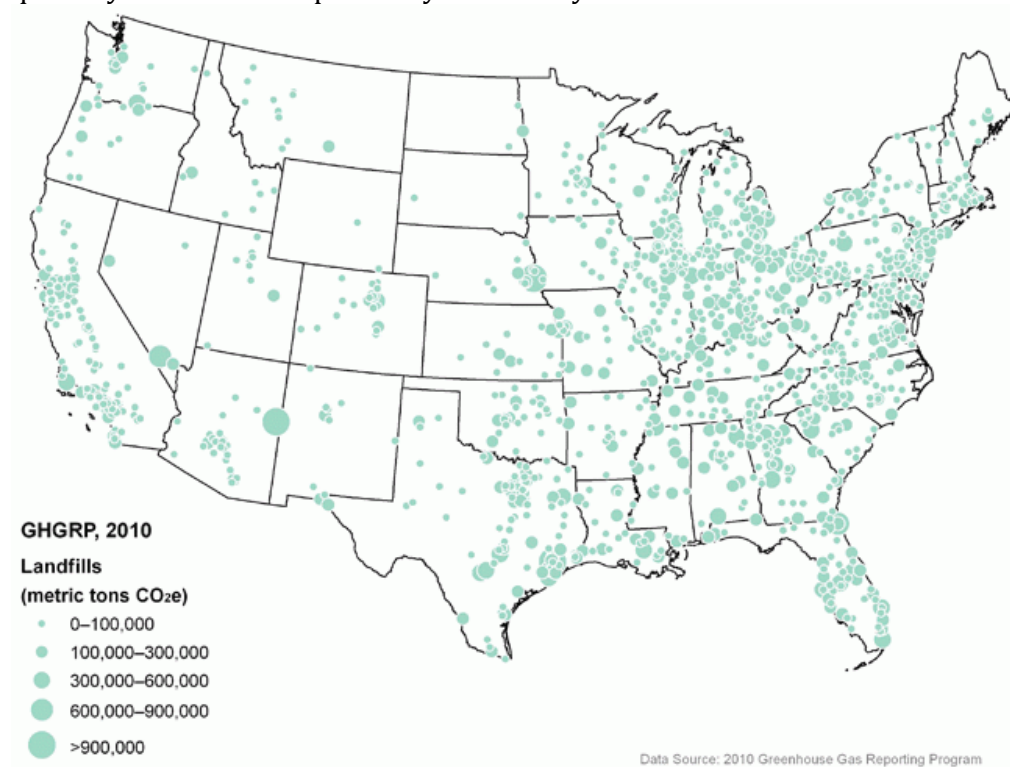 GHGRP, 2010
Landfills
(metric tons CO2e)
0–100,000
100,000–300,000
300,000–600,000
600,000–900,000
>900,000
Data Source: 2010 Greenhouse Gas Reporting Program